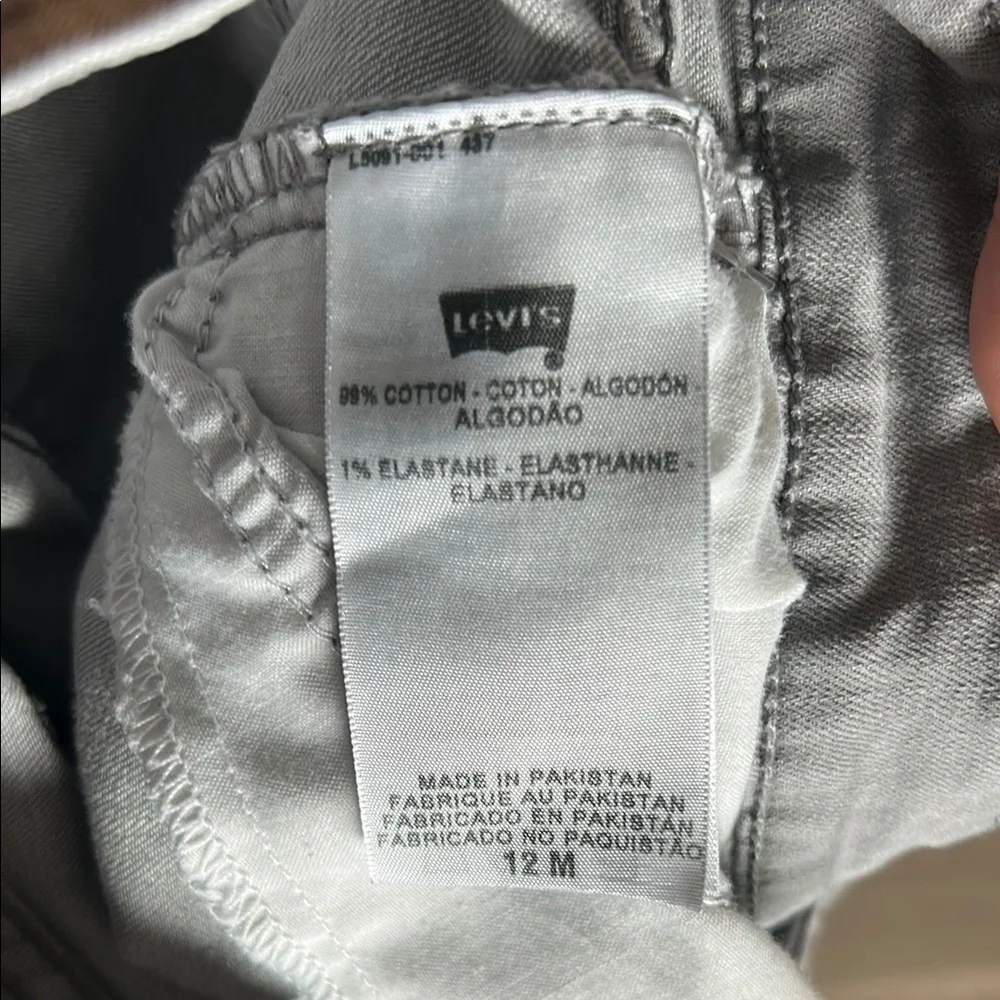 437
Levi's
99% COTTON - COTON - ALGODÓN
ALGODÃO
1% ELASTANE - ELASTHANNE -
ELASTANO
MADE IN PAKISTAN
FABRIQUE AU PAKISTAN
FABRICADO EN PAKISTAN
FABRICADO NO PAQUISTÃO
12 M